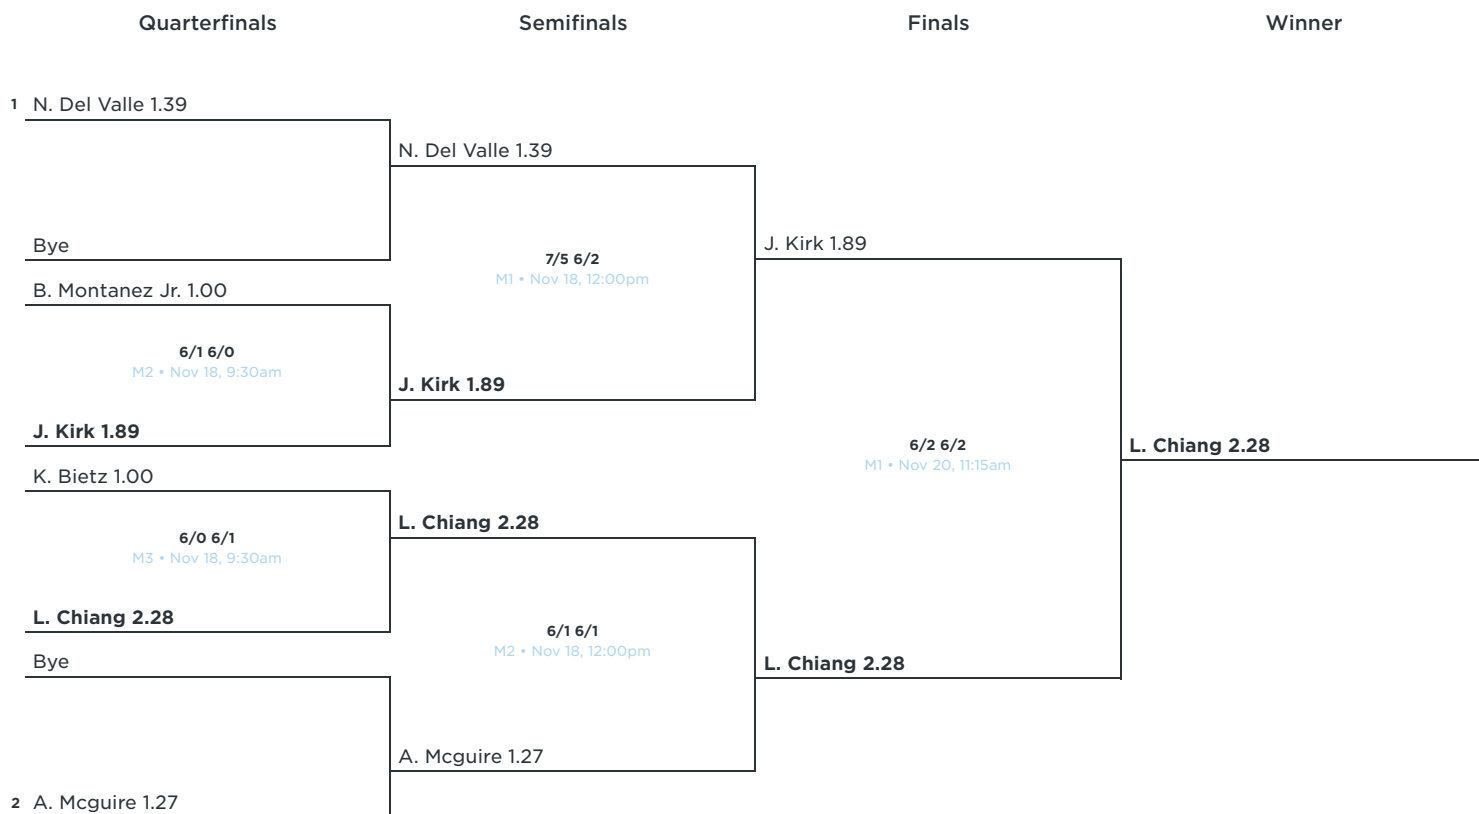 Quarterfinals
Semifinals
Finals
Winner
1 N. Del Valle 1.39
Bye
B. Montanez Jr. 1.00
6/1 6/0
M2 • Nov 18, 9:30am
J. Kirk 1.89
K. Bietz 1.00
6/0 6/1
M3 • Nov 18, 9:30am
L. Chiang 2.28
Bye
2 A. Mcguire 1.27
N. Del Valle 1.39
7/5 6/2
M1 • Nov 18, 12:00pm
J. Kirk 1.89
L. Chiang 2.28
6/1 6/1
M2 • Nov 18, 12:00pm
A. Mcguire 1.27
J. Kirk 1.89
6/2 6/2
M1 • Nov 20, 11:15am
L. Chiang 2.28
L. Chiang 2.28